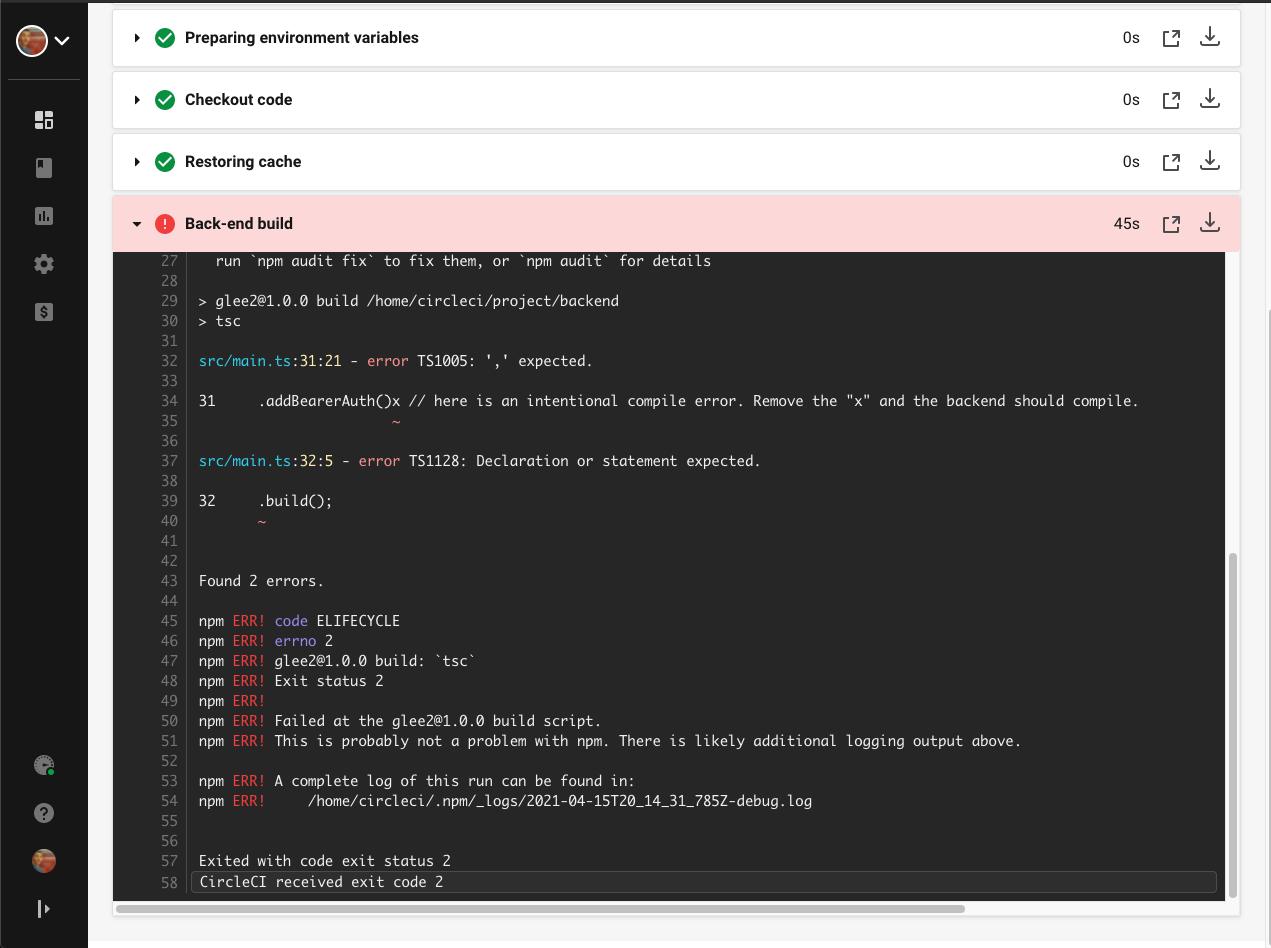 Preparing environment variables 0s
Checkout code 0s
Restoring cache 0s
Back-end build 45s
27 run `npm audit fix` to fix them, or `npm audit` for details
28
29 > glee2@1.0.0 build /home/circleci/project/backend
30 > tsc
31
32 src/main.ts:31:21 - error TS1005: ',' expected.
33
34 31     .addBearerAuth()x // here is an intentional compile error. Remove the "x" and the backend should compile.
35 ~
36
37 src/main.ts:32:5 - error TS1128: Declaration or statement expected.
38
39 32     .build();
40 ~
41
42
43 Found 2 errors.
44
45 npm ERR! code ELIFECYCLE
46 npm ERR! errno 2
47 npm ERR! glee2@1.0.0 build: `tsc`
48 npm ERR! Exit status 2
49 npm ERR!
50 npm ERR! Failed at the glee2@1.0.0 build script.
51 npm ERR! This is probably not a problem with npm. There is likely additional logging output above.
52
53 npm ERR! A complete log of this run can be found in:
54 npm ERR!     /home/circleci/.npm/_logs/2021-04-15T20_14_31_785Z-debug.log
55
56
57 Exited with code exit status 2
58 CircleCI received exit code 2